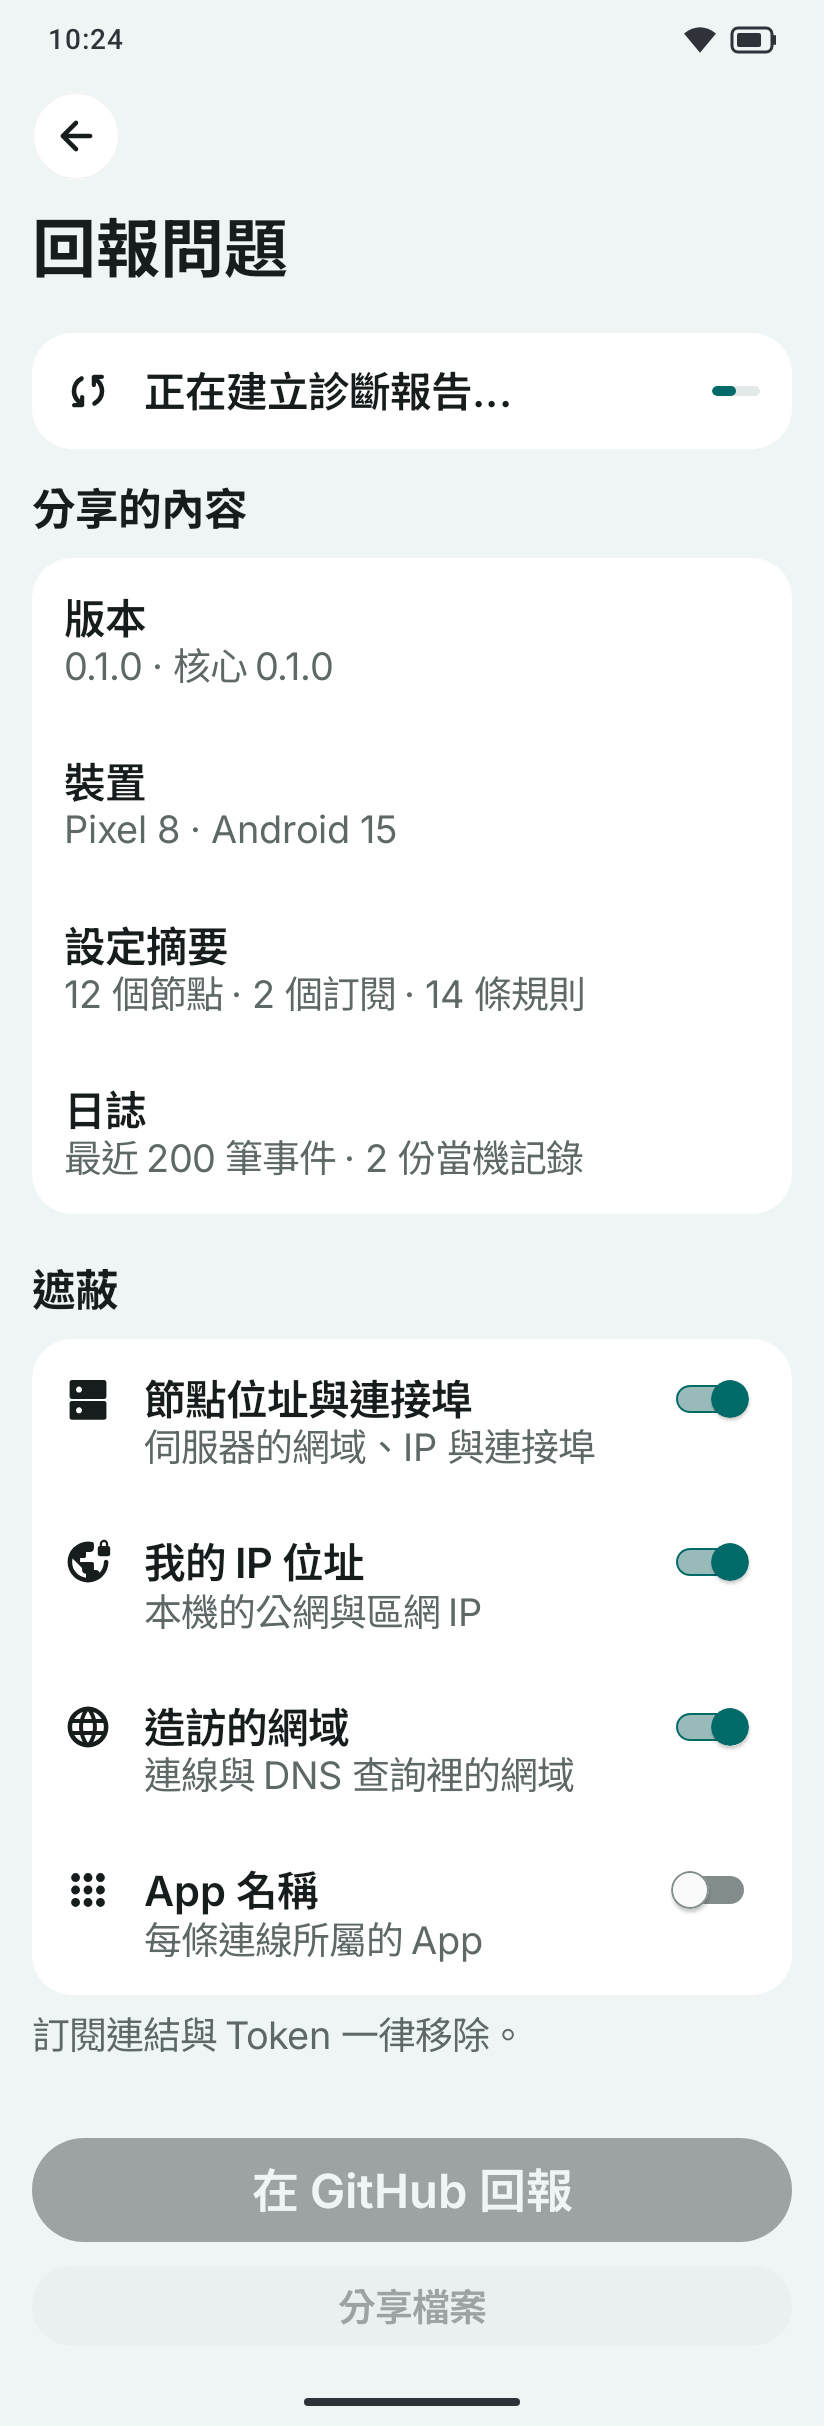 10:24
回報問題
正在建立診斷報告...
分享的內容
版本
0.1.0 · 核心 0.1.0
裝置
Pixel 8 · Android 15
設定摘要
12 個節點 · 2 個訂閱 · 14 條規則
日誌
最近 200 筆事件 · 2 份當機記錄
遮蔽
節點位址與連接埠
伺服器的網域、IP 與連接埠
我的 IP 位址
本機的公網與區網 IP
造訪的網域
連線與 DNS 查詢裡的網域
App 名稱
每條連線所屬的 App
訂閱連結與 Token 一律移除。
在 GitHub 回報
分享檔案